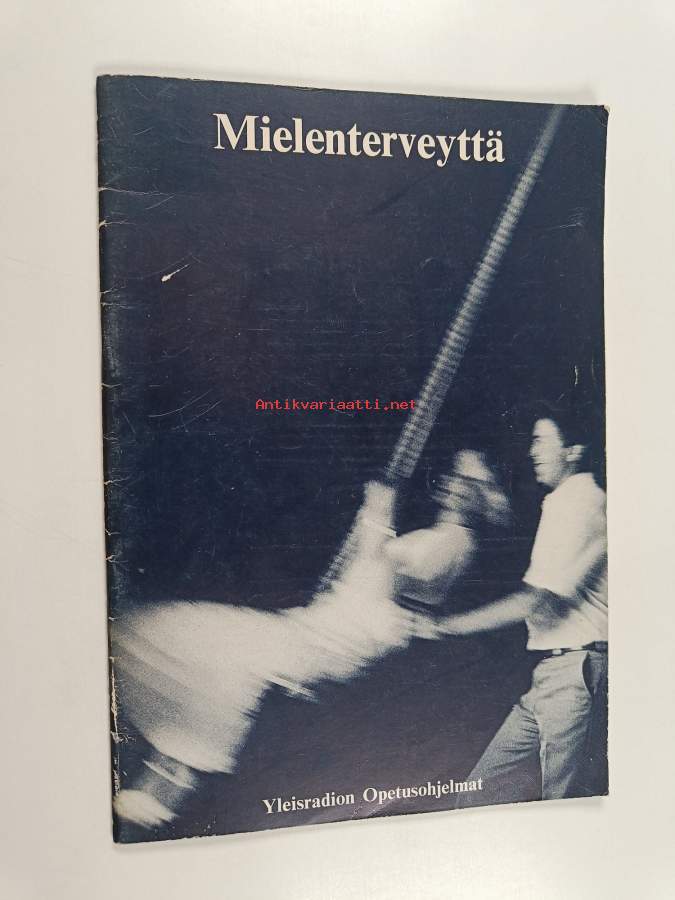 Mielenterveyttä
Antikvariaatti.net
Yleisradion Opetusohjelmat